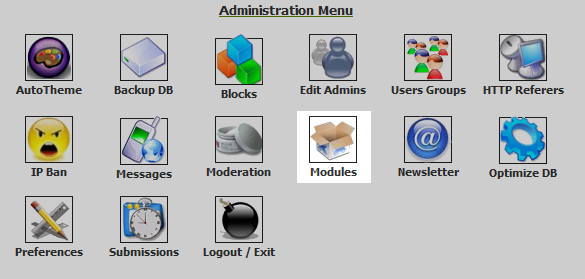 Administration Menu
AutoTheme Backup DB Blocks Edit Admins Users Groups HTTP Referers
IP Ban Messages Moderation Modules Newsletter Optimize DB
Preferences Submissions Logout / Exit